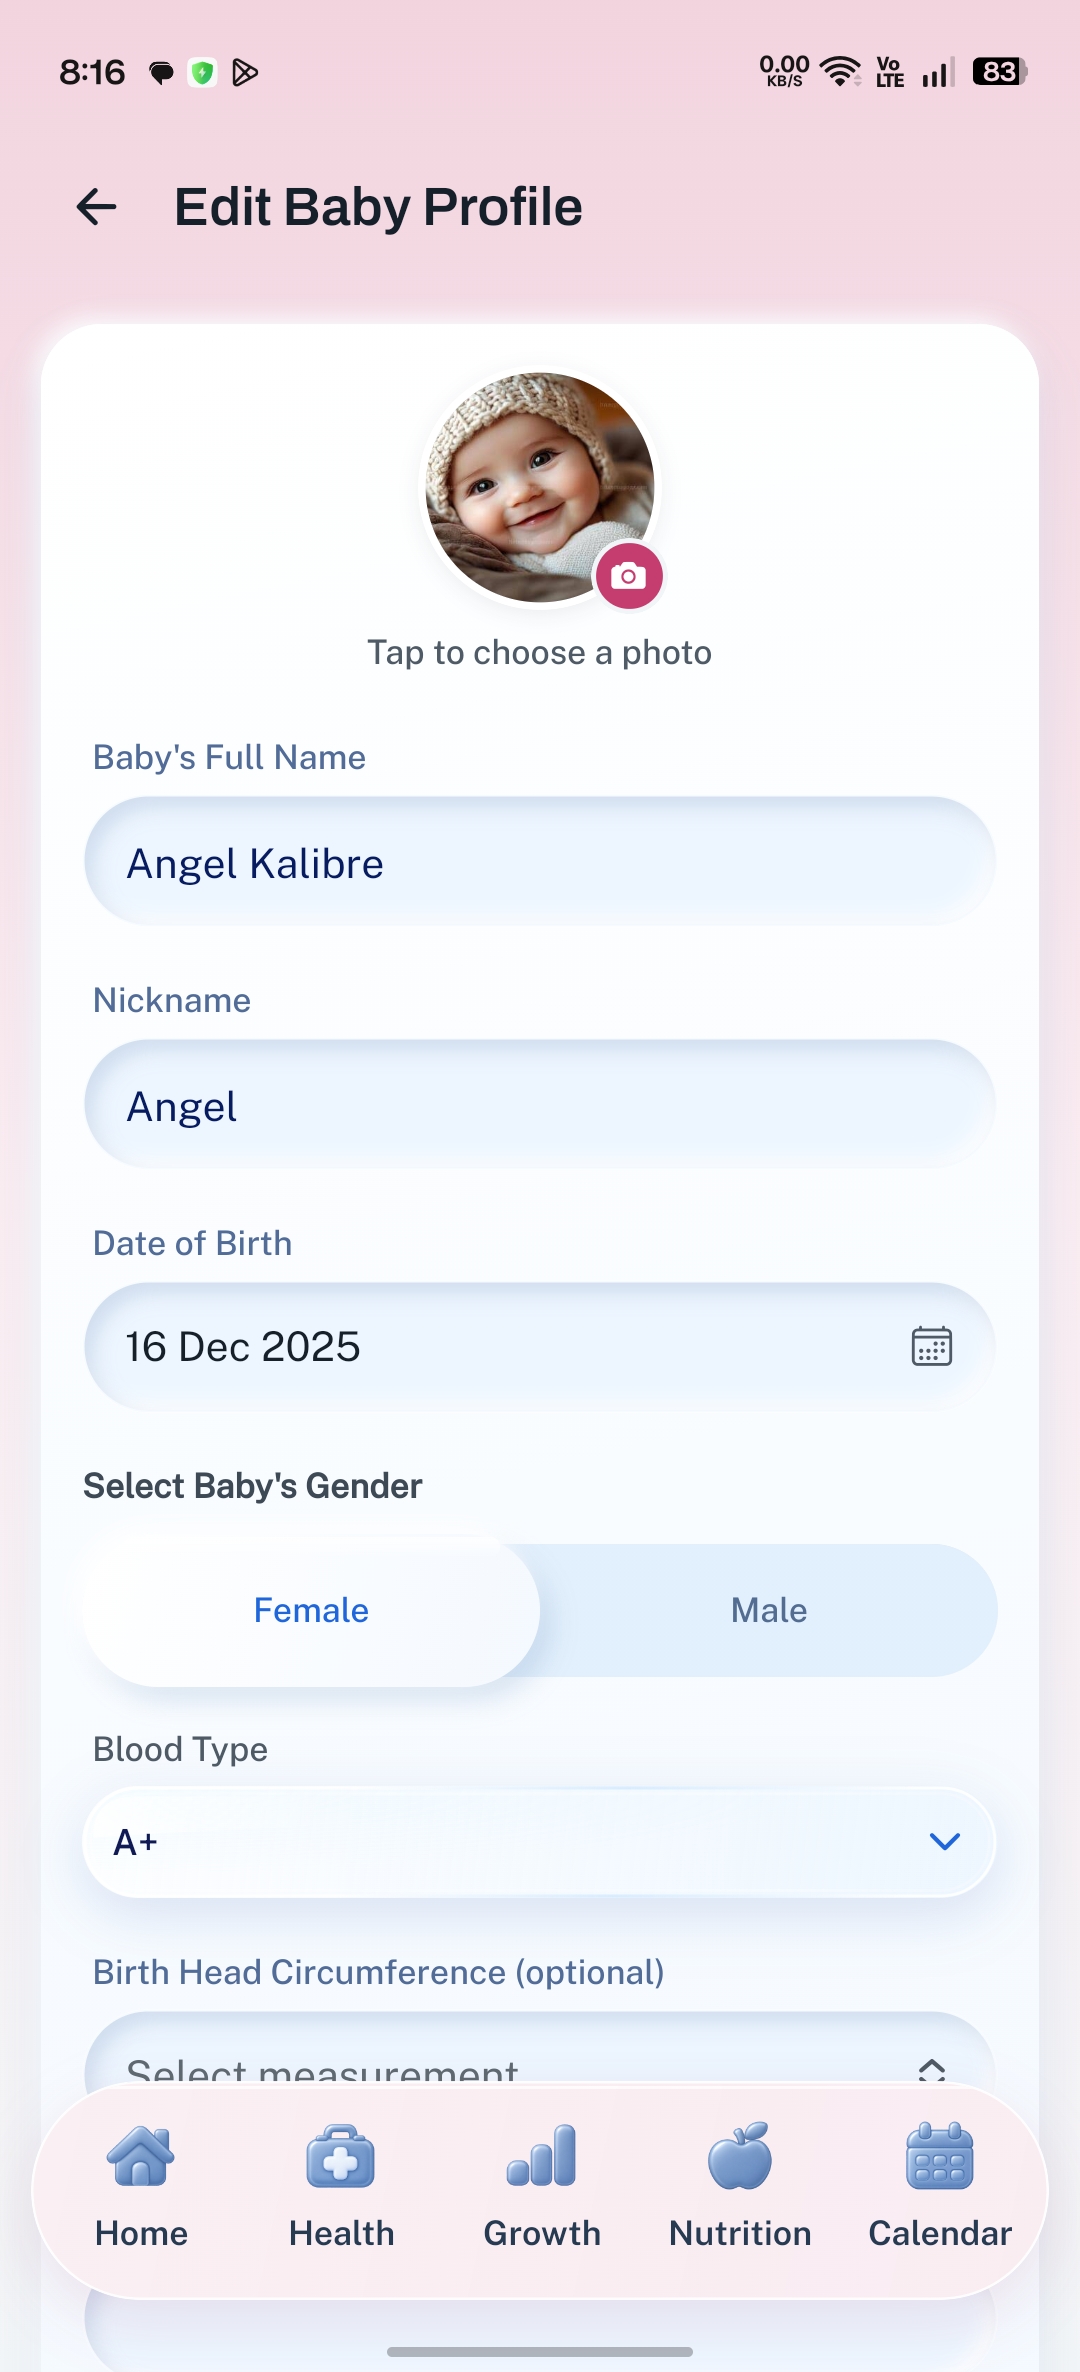 8:16
0.00
KB/S
Vo
LTE
83
Edit Baby Profile
Tap to choose a photo
Baby's Full Name
Angel Kalibre
Nickname
Angel
Date of Birth
16 Dec 2025
Select Baby's Gender
Female
Male
Blood Type
A+
Birth Head Circumference (optional)
Select measurement
Home
Health
Growth
Nutrition
Calendar